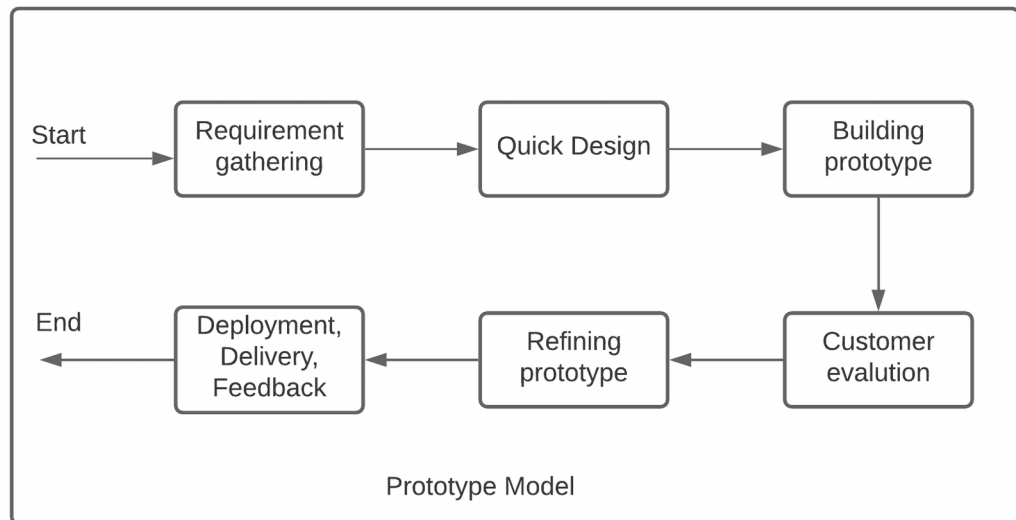 Start
Requirement
gathering
Quick Design
Building
prototype
End
Deployment,
Delivery,
Feedback
Refining
prototype
Customer
evalution
Prototype Model